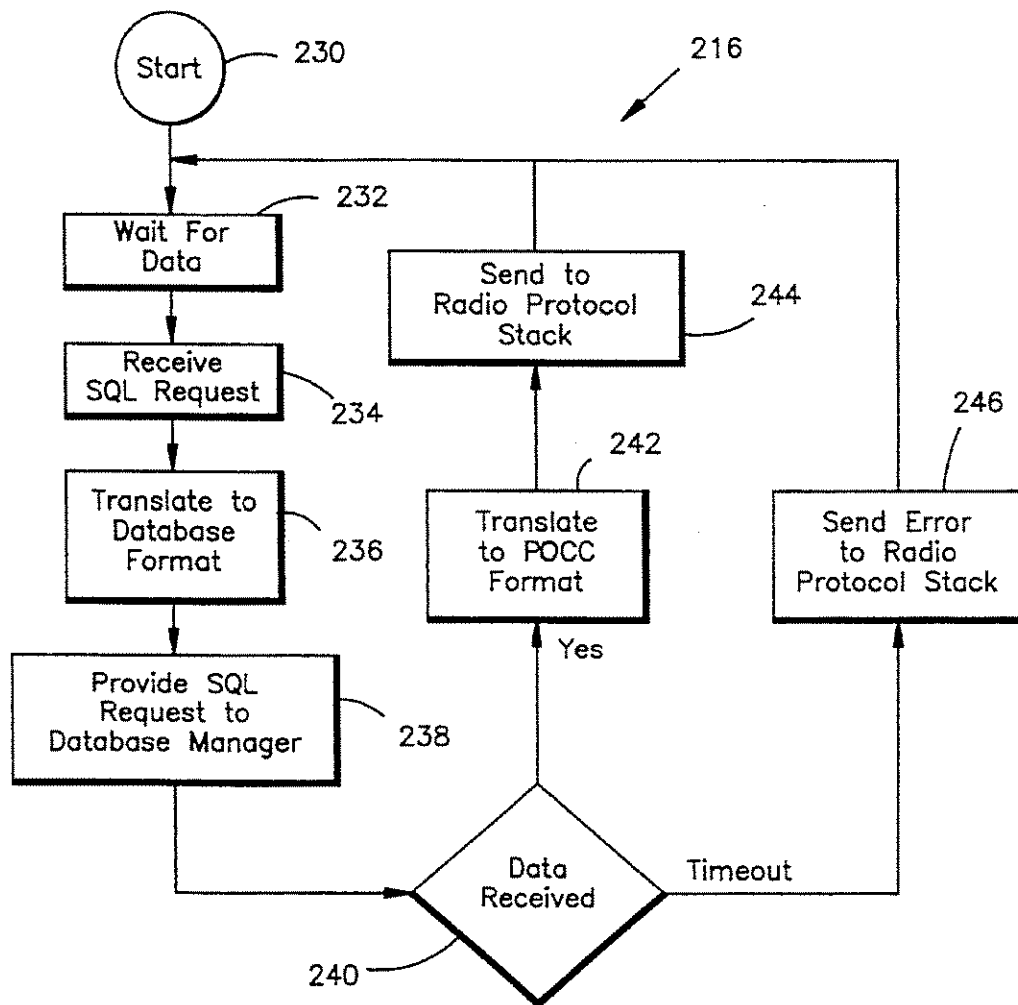 Start
230
216
Wait For
Data
232
Receive
SQL Request
234
Translate to
Database
Format
236
Provide SQL
Request to
Database Manager
238
Data
Received
240
Yes
Timeout
Translate
to POCC
Format
242
Send to
Radio Protocol
Stack
244
Send Error
to Radio
Protocol Stack
246